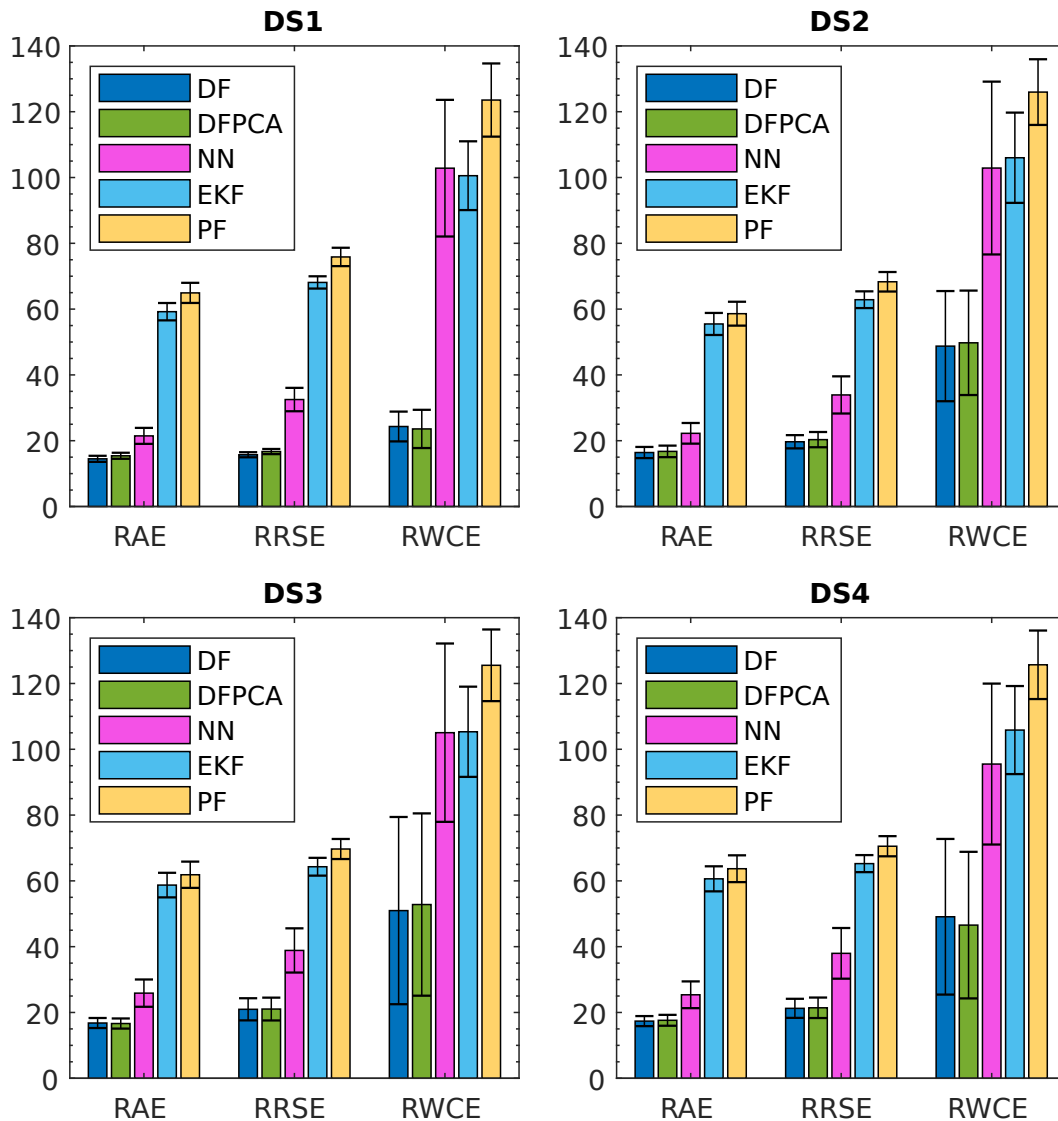 DS1
140
120
100
80
60
40
20
0
DF
DFPCA
NN
EKF
PF
RAE RRSE RWCE
DS2
140
120
100
80
60
40
20
0
DF
DFPCA
NN
EKF
PF
RAE RRSE RWCE
DS3
140
120
100
80
60
40
20
0
DF
DFPCA
NN
EKF
PF
RAE RRSE RWCE
DS4
140
120
100
80
60
40
20
0
DF
DFPCA
NN
EKF
PF
RAE RRSE RWCE